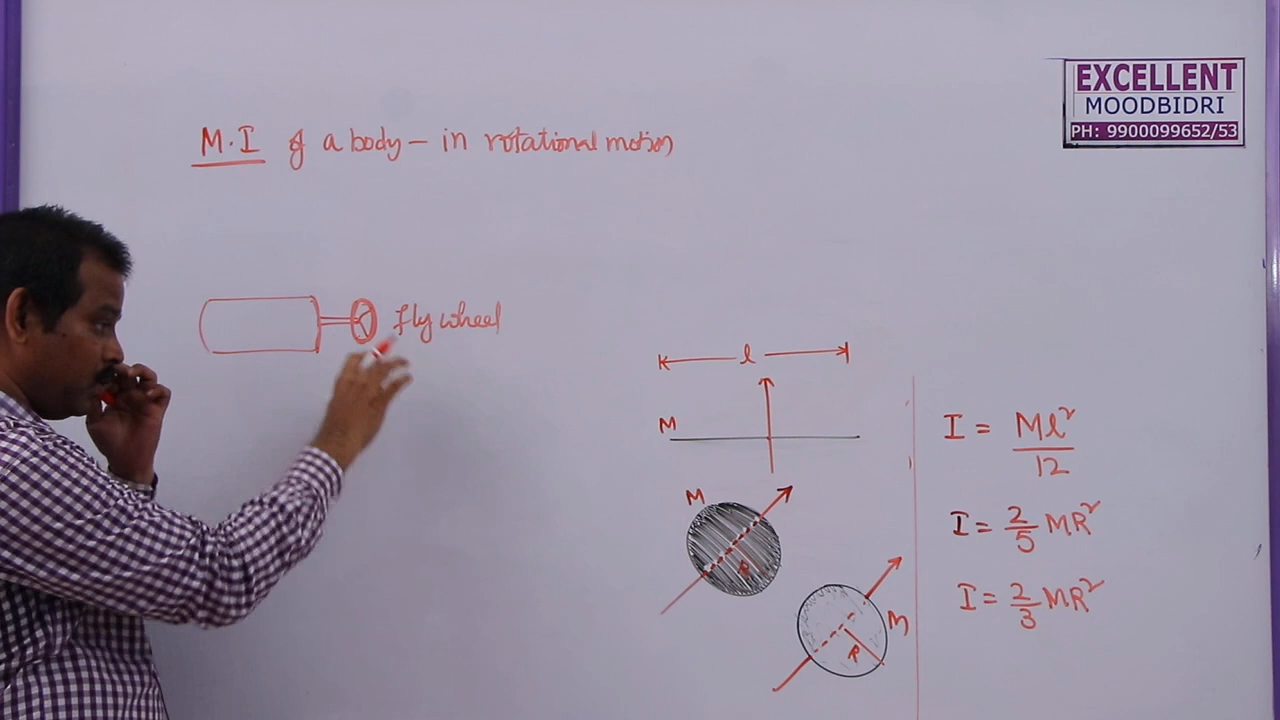 EXCELLENT
MOODBIDRI
PH: 9900099652/53
M.I of a body – in rotational motion
fly wheel
l
M
M
R
M
R
I = Ml²/12
I = 2/5 MR²
I = 2/3 MR²